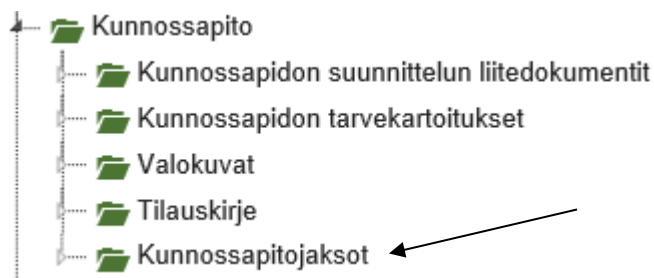 Kunnossapito
Kunnossapidon suunnittelun liitedokumentit
Kunnossapidon tarvekartoitukset
Valokuvat
Tilauskirje
Kunnossapitojaksot